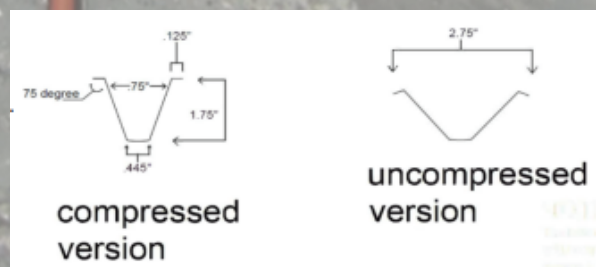 .125"
75 degree
.75"
1.75"
.445"
compressed
version
2.75"
uncompressed
version